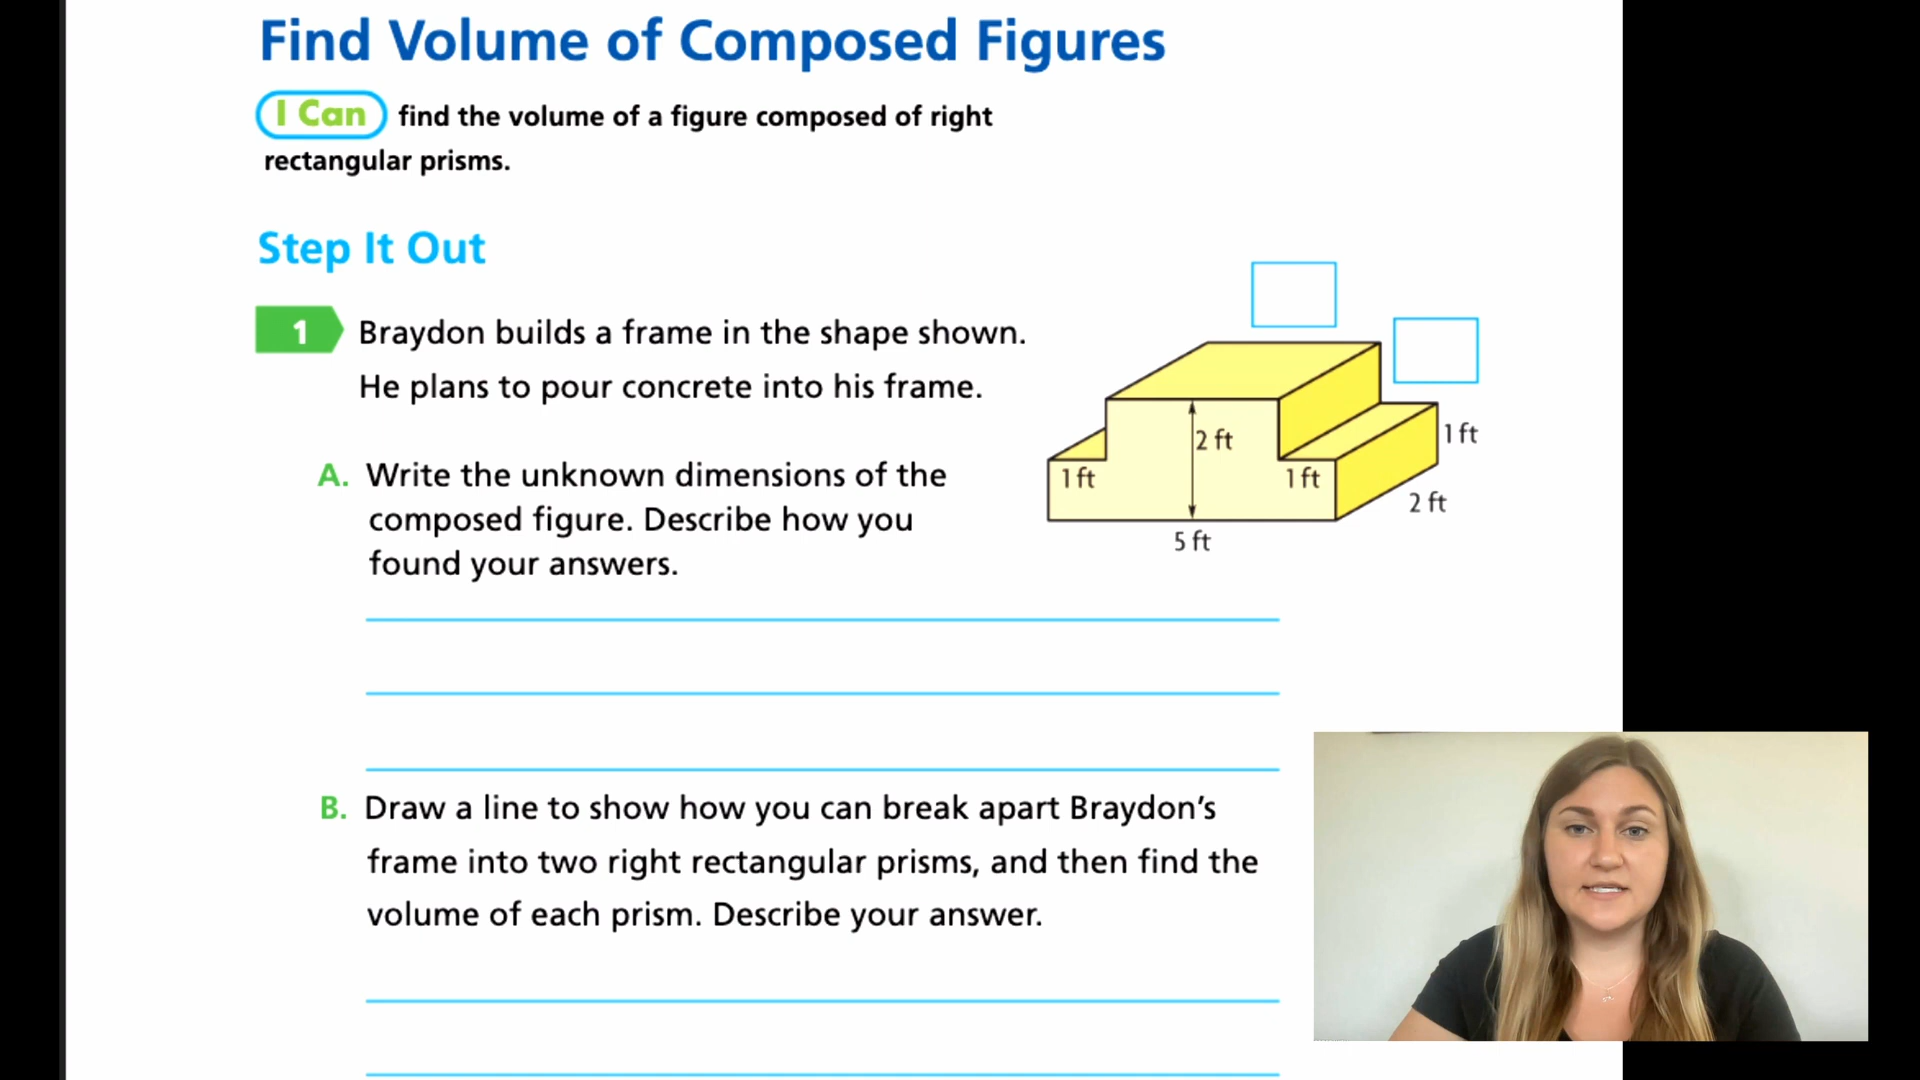 Find Volume of Composed Figures
I Can find the volume of a figure composed of right
rectangular prisms.
Step It Out
1 Braydon builds a frame in the shape shown.
He plans to pour concrete into his frame.
A. Write the unknown dimensions of the
composed figure. Describe how you
found your answers.
2 ft
1 ft
1 ft
1 ft
2 ft
5 ft
B. Draw a line to show how you can break apart Braydon’s
frame into two right rectangular prisms, and then find the
volume of each prism. Describe your answer.